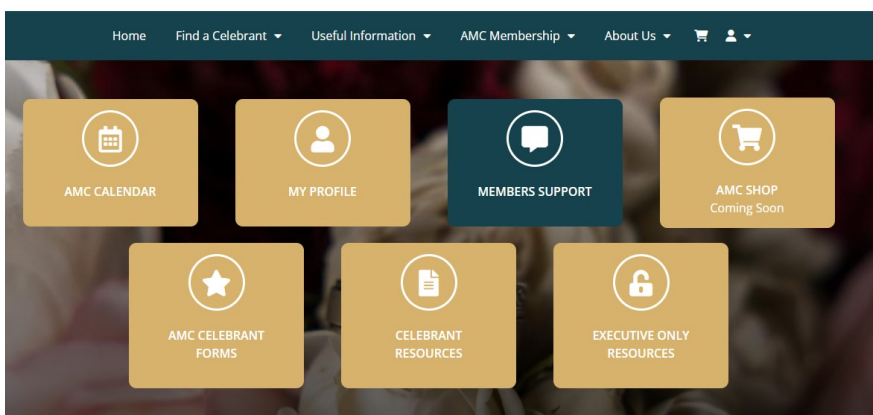 Home Find a Celebrant Useful Information AMC Membership About Us
AMC CALENDAR
MY PROFILE
MEMBERS SUPPORT
AMC SHOP
Coming Soon
AMC CELEBRANT
FORMS
CELEBRANT
RESOURCES
EXECUTIVE ONLY
RESOURCES